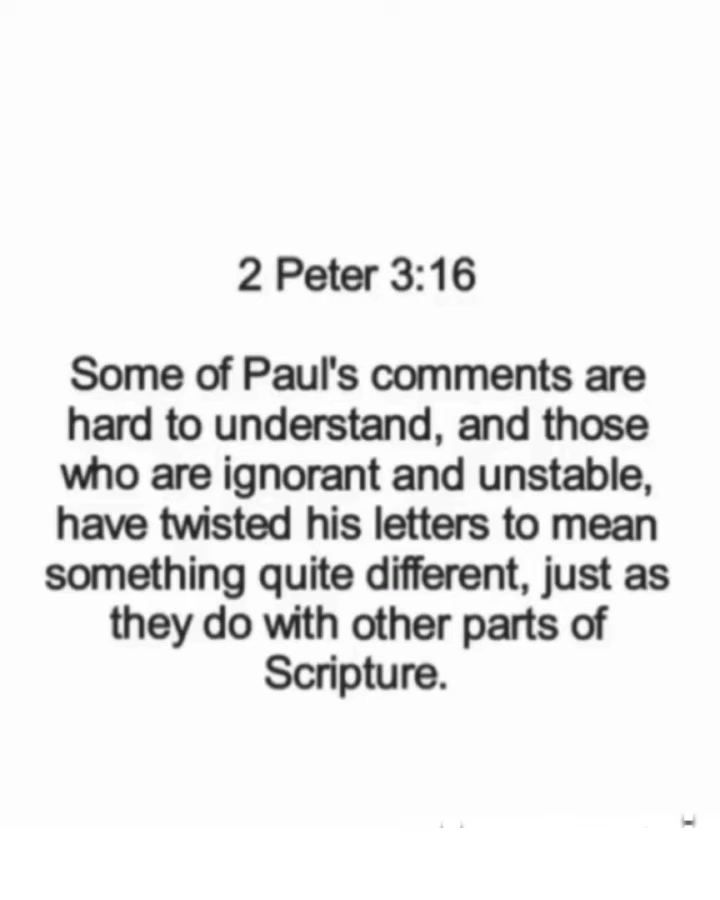 2 Peter 3:16
Some of Paul's comments are
hard to understand, and those
who are ignorant and unstable,
have twisted his letters to mean
something quite different, just as
they do with other parts of
Scripture.